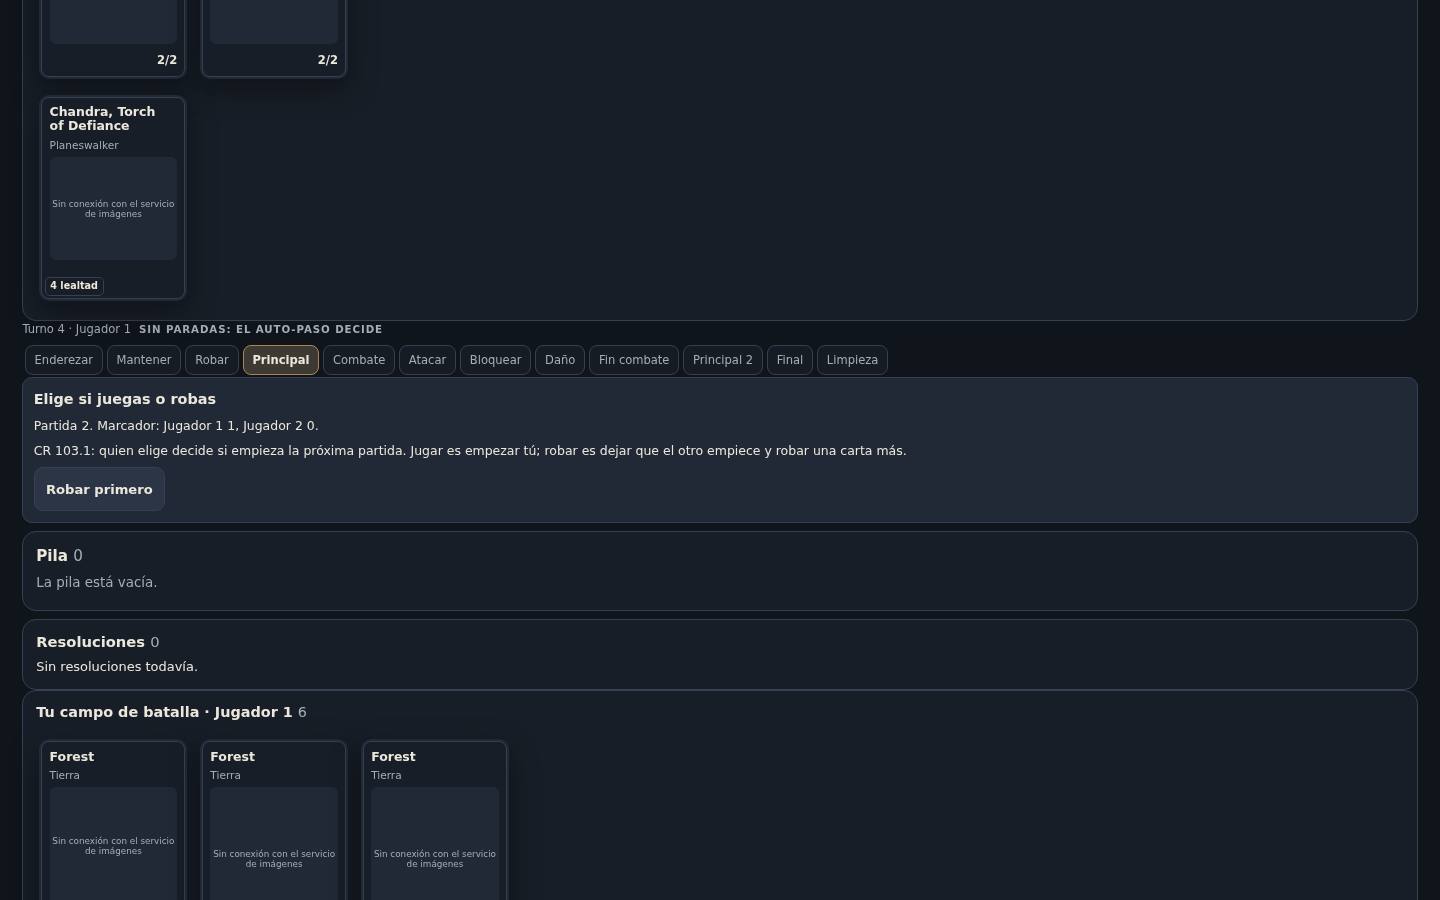 2/2
2/2
Chandra, Torch
of Defiance
Planeswalker
Sin conexión con el servicio
de imágenes
4 lealtad
Turno 4 · Jugador 1 SIN PARADAS: EL AUTO-PASO DECIDE
Enderezar Mantener Robar Principal Combate Atacar Bloquear Daño Fin combate Principal 2 Final Limpieza
Elige si juegas o robas
Partida 2. Marcador: Jugador 1 1, Jugador 2 0.
CR 103.1: quien elige decide si empieza la próxima partida. Jugar es empezar tú; robar es dejar que el otro empiece y robar una carta más.
Robar primero
Pila 0
La pila está vacía.
Resoluciones 0
Sin resoluciones todavía.
Tu campo de batalla · Jugador 1 6
Forest
Tierra
Sin conexión con el servicio
de imágenes
Forest
Tierra
Sin conexión con el servicio
de imágenes
Forest
Tierra
Sin conexión con el servicio
de imágenes